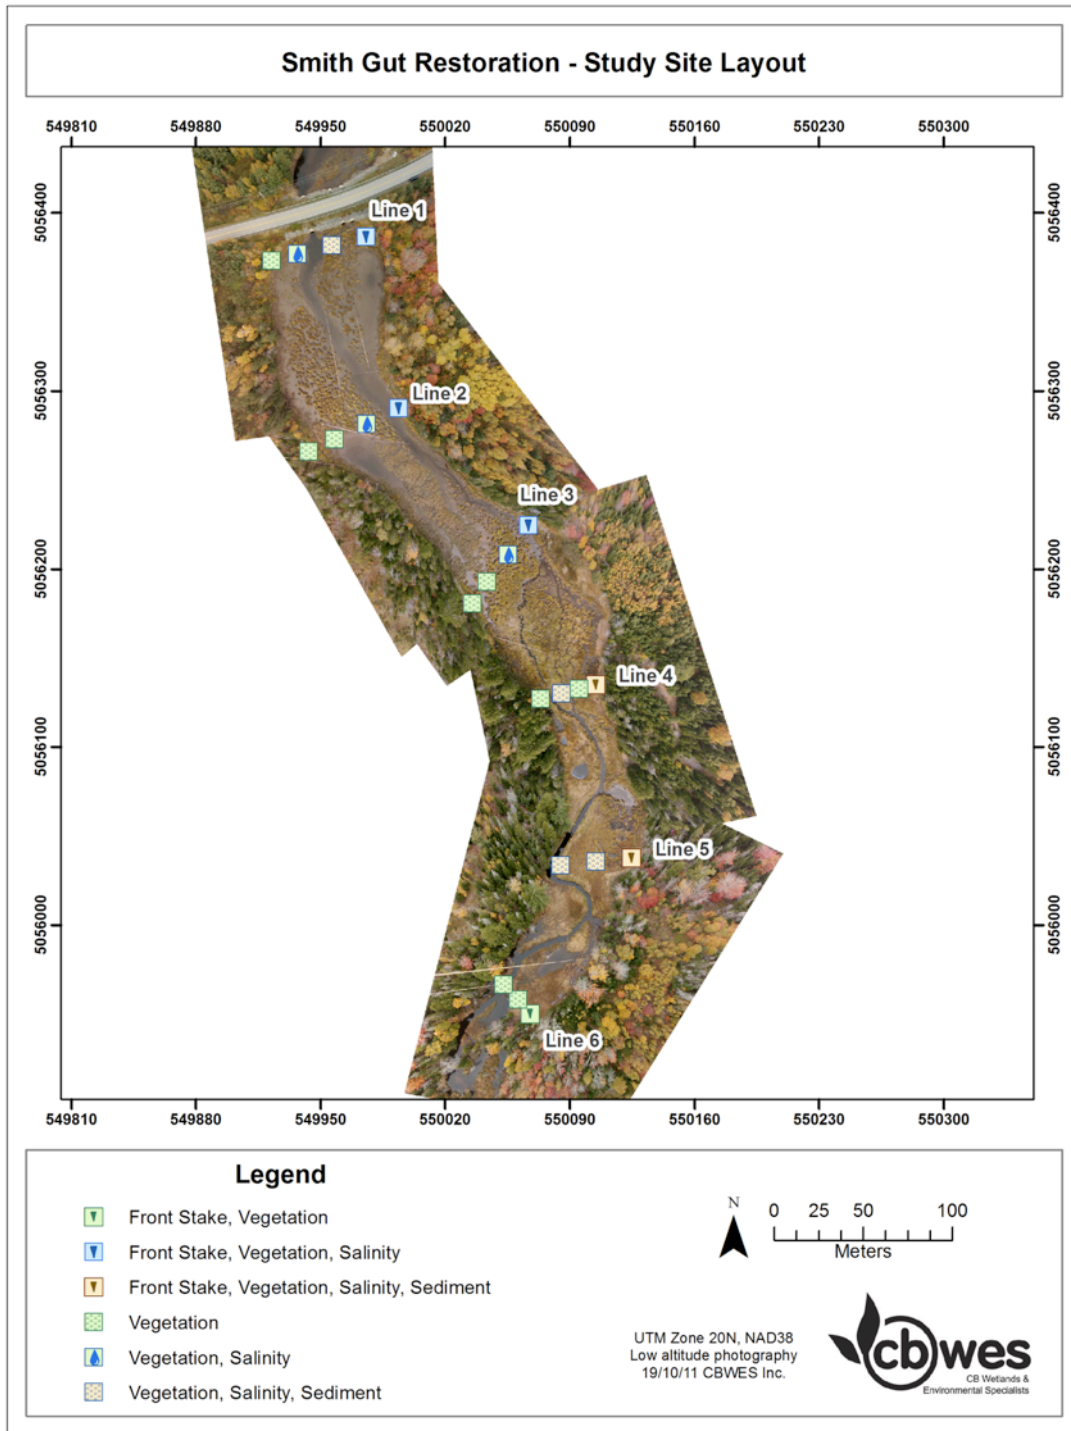 Smith Gut Restoration - Study Site Layout
549810 549880 549950 550020 550090 550160 550230 550300
5056400 5056400
Line 1
5056300 5056300
Line 2
Line 3
5056200 5056200
Line 4
5056100 5056100
Line 5
5056000 5056000
Line 6
549810 549880 549950 550020 550090 550160 550230 550300
Legend
Front Stake, Vegetation
Front Stake, Vegetation, Salinity
Front Stake, Vegetation, Salinity, Sediment
Vegetation
Vegetation, Salinity
Vegetation, Salinity, Sediment
N
0 25 50 100
Meters
UTM Zone 20N, NAD38
Low altitude photography
19/10/11 CBWES Inc.
cbwes
CB Wetlands &
Environmental Specialists